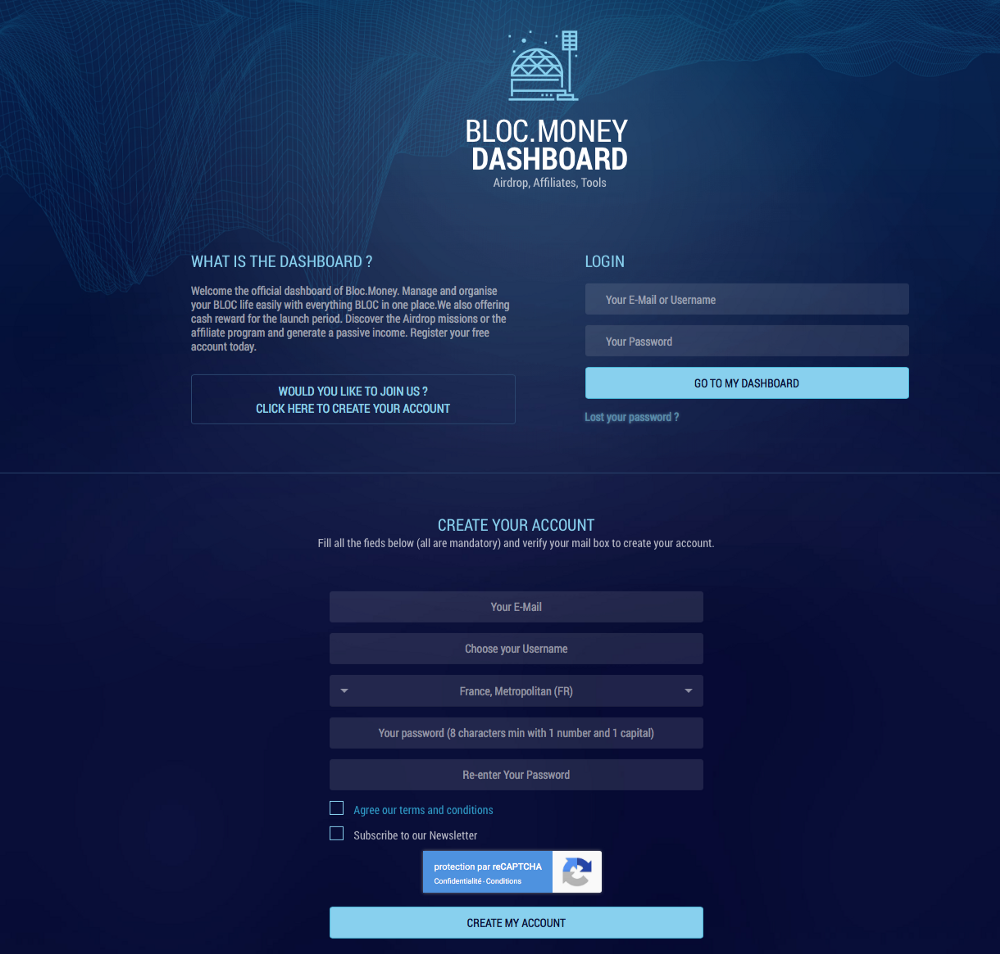 BLOC.MONEY
DASHBOARD
Airdrop, Affiliates, Tools
WHAT IS THE DASHBOARD ?
Welcome the official dashboard of Bloc.Money. Manage and organise
your BLOC life easily with everything BLOC in one place.We also offering
cash reward for the launch period. Discover the Airdrop missions or the
affiliate program and generate a passive income. Register your free
account today.
WOULD YOU LIKE TO JOIN US ?
CLICK HERE TO CREATE YOUR ACCOUNT
LOGIN
Your E-Mail or Username
Your Password
GO TO MY DASHBOARD
Lost your password ?
CREATE YOUR ACCOUNT
Fill all the fieds below (all are mandatory) and verify your mail box to create your account.
Your E-Mail
Choose your Username
France, Metropolitan (FR)
Your password (8 characters min with 1 number and 1 capital)
Re-enter Your Password
Agree our terms and conditions
Subscribe to our Newsletter
protection par reCAPTCHA
Confidentialité - Conditions
CREATE MY ACCOUNT